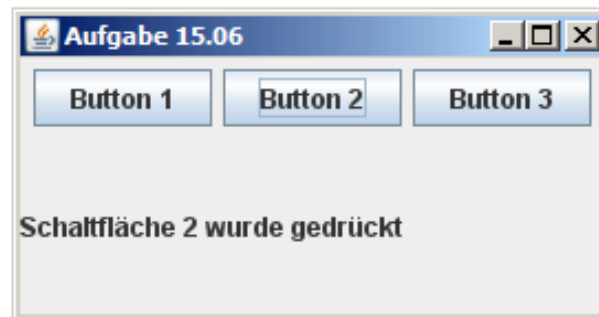 Aufgabe 15.06
Button 1 Button 2 Button 3
Schaltfläche 2 wurde gedrückt